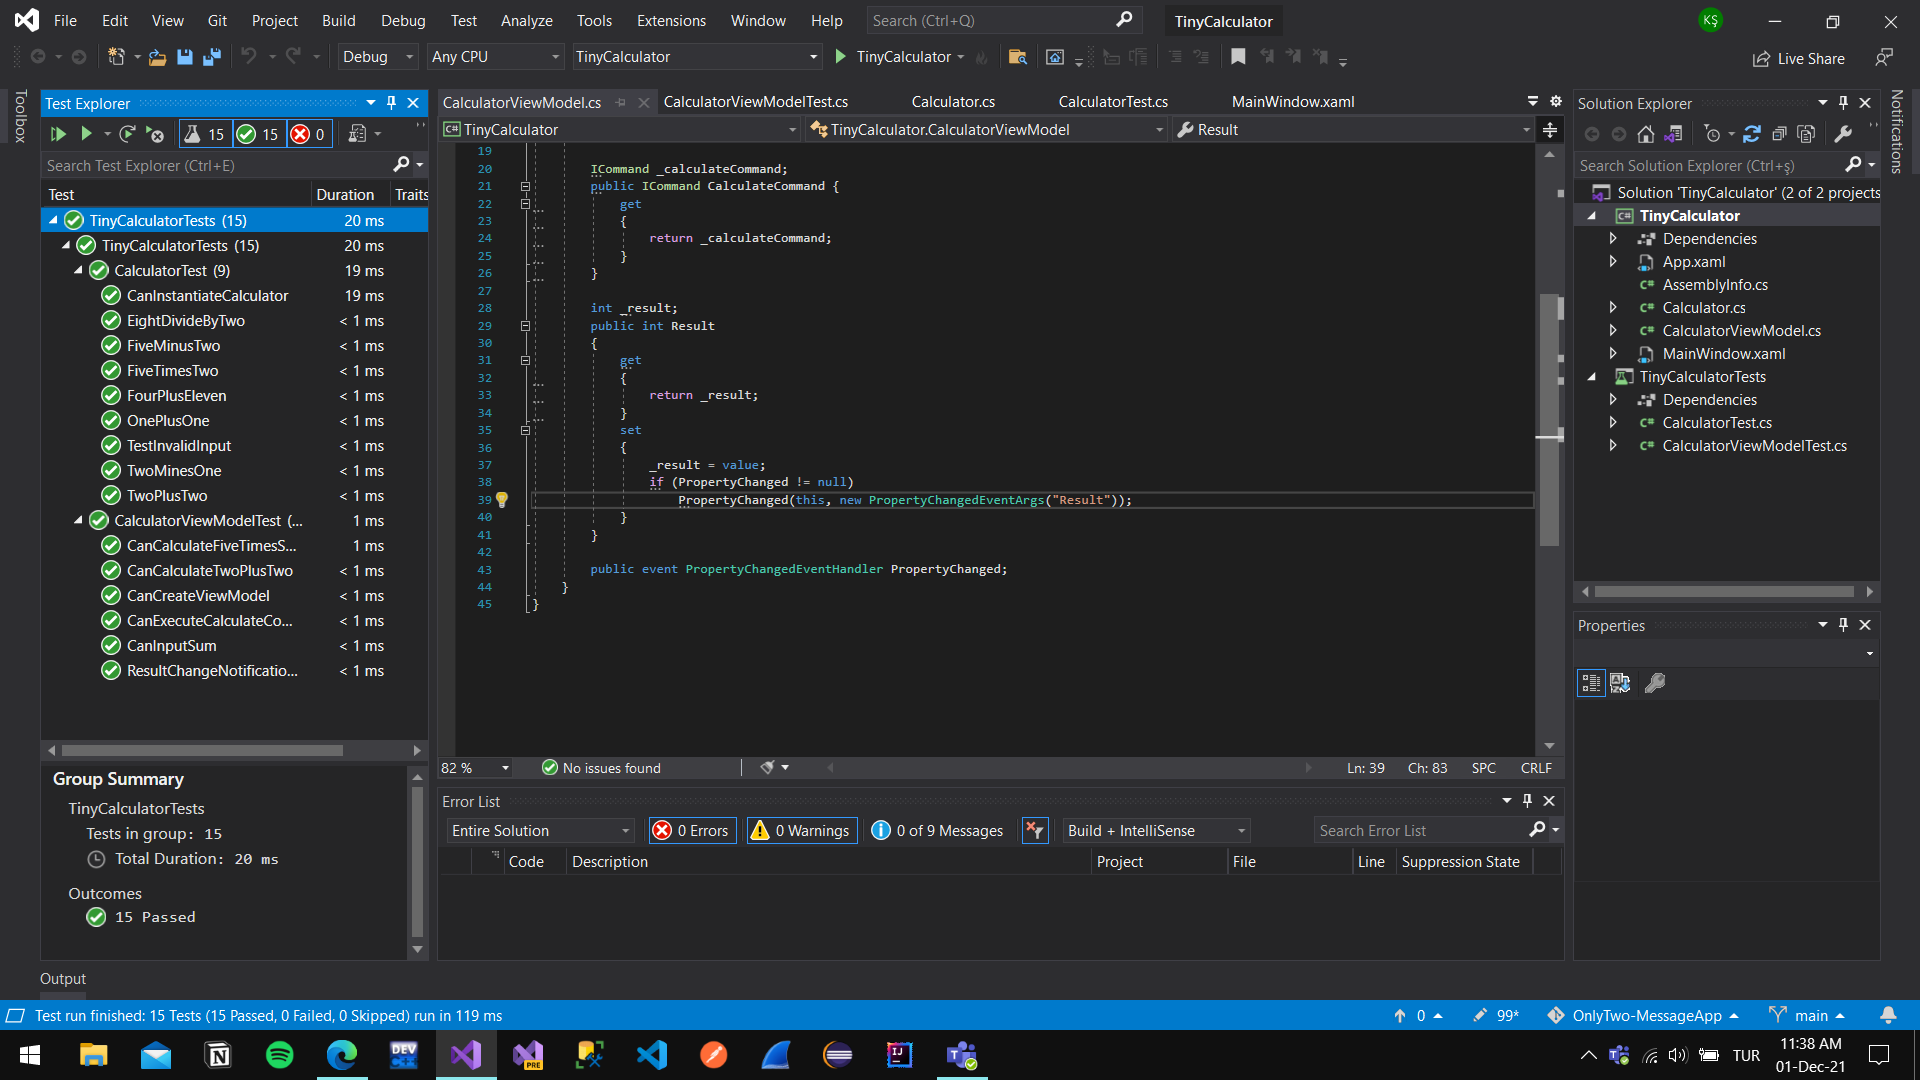 File Edit View Git Project Build Debug Test Analyze Tools Extensions Window Help Search (Ctrl+Q) TinyCalculator KŞ
Debug Any CPU TinyCalculator TinyCalculator Live Share
Toolbox
Test Explorer
15 15 0
Search Test Explorer (Ctrl+E)
Test Duration Traits
TinyCalculatorTests (15) 20 ms
TinyCalculatorTests (15) 20 ms
CalculatorTest (9) 19 ms
CanInstantiateCalculator 19 ms
EightDivideByTwo < 1 ms
FiveMinusTwo < 1 ms
FiveTimesTwo < 1 ms
FourPlusEleven < 1 ms
OnePlusOne < 1 ms
TestInvalidInput < 1 ms
TwoMinesOne < 1 ms
TwoPlusTwo < 1 ms
CalculatorViewModelTest (... 1 ms
CanCalculateFiveTimesS... 1 ms
CanCalculateTwoPlusTwo < 1 ms
CanCreateViewModel < 1 ms
CanExecuteCalculateCo... < 1 ms
CanInputSum < 1 ms
ResultChangeNotificatio... < 1 ms
Group Summary
TinyCalculatorTests
Tests in group: 15
Total Duration: 20 ms
Outcomes
15 Passed
CalculatorViewModel.cs CalculatorViewModelTest.cs Calculator.cs CalculatorTest.cs MainWindow.xaml
TinyCalculator TinyCalculator.CalculatorViewModel Result
19
20 ICommand _calculateCommand;
21 public ICommand CalculateCommand {
22 get
23 {
24 return _calculateCommand;
25 }
26 }
27
28 int _result;
29 public int Result
30 {
31 get
32 {
33 return _result;
34 }
35 set
36 {
37 _result = value;
38 if (PropertyChanged != null)
39 PropertyChanged(this, new PropertyChangedEventArgs("Result"));
40 }
41 }
42
43 public event PropertyChangedEventHandler PropertyChanged;
44 }
45 }
82 % No issues found Ln: 39 Ch: 83 SPC CRLF
Error List
Entire Solution 0 Errors 0 Warnings 0 of 9 Messages Build + IntelliSense Search Error List
Code Description Project File Line Suppression State
Solution Explorer
Search Solution Explorer (Ctrl+ş)
Solution 'TinyCalculator' (2 of 2 projects
TinyCalculator
Dependencies
App.xaml
AssemblyInfo.cs
Calculator.cs
CalculatorViewModel.cs
MainWindow.xaml
TinyCalculatorTests
Dependencies
CalculatorTest.cs
CalculatorViewModelTest.cs
Properties
Notifications
Output
Test run finished: 15 Tests (15 Passed, 0 Failed, 0 Skipped) run in 119 ms 0 99* OnlyTwo-MessageApp main
DEV C++ PRE IJ TUR 11:38 AM
01-Dec-21